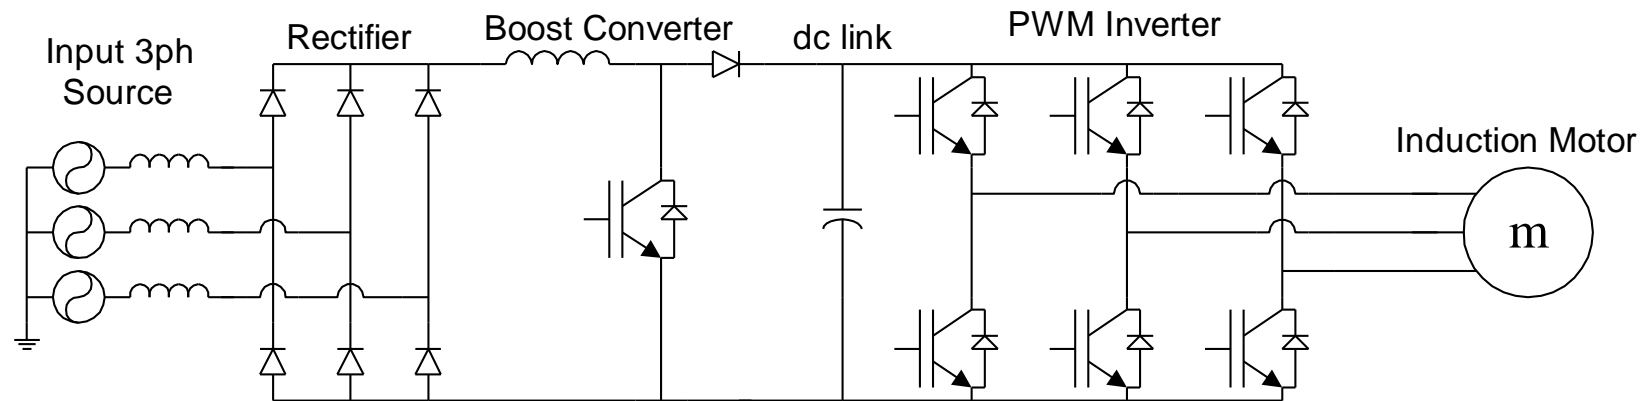 Input 3ph
Source
Rectifier
Boost Converter
dc link
PWM Inverter
Induction Motor
m